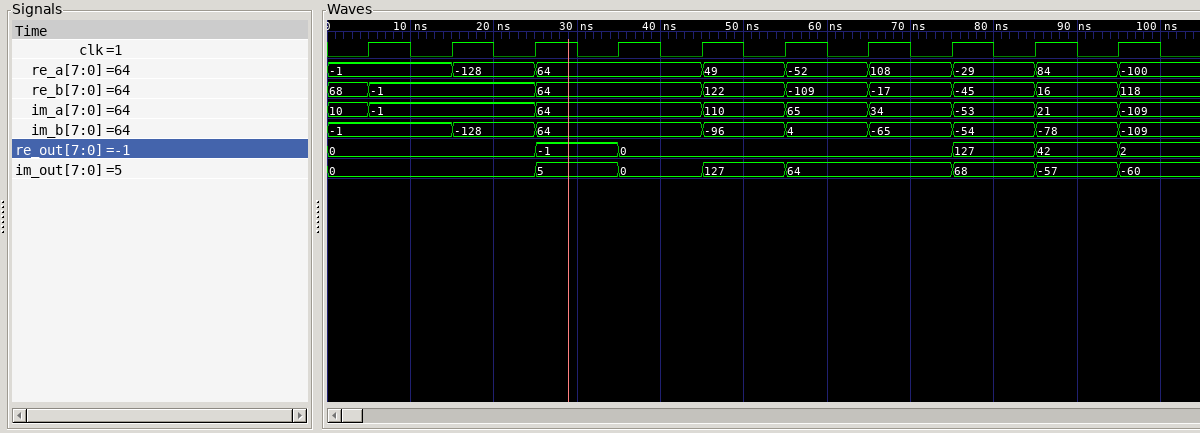 Signals
Waves
Time
0 10 ns 20 ns 30 ns 40 ns 50 ns 60 ns 70 ns 80 ns 90 ns 100 ns
clk =1
re_a[7:0] =64
-1 -128 64 49 -52 108 -29 84 -100
re_b[7:0] =64
68 -1 64 122 -109 -17 -45 16 118
im_a[7:0] =64
10 -1 64 110 65 34 -53 21 -109
im_b[7:0] =64
-1 -128 64 -96 4 -65 -54 -78 -109
re_out[7:0] =-1
0 -1 0 127 42 2
im_out[7:0] =5
0 5 0 127 64 68 -57 -60